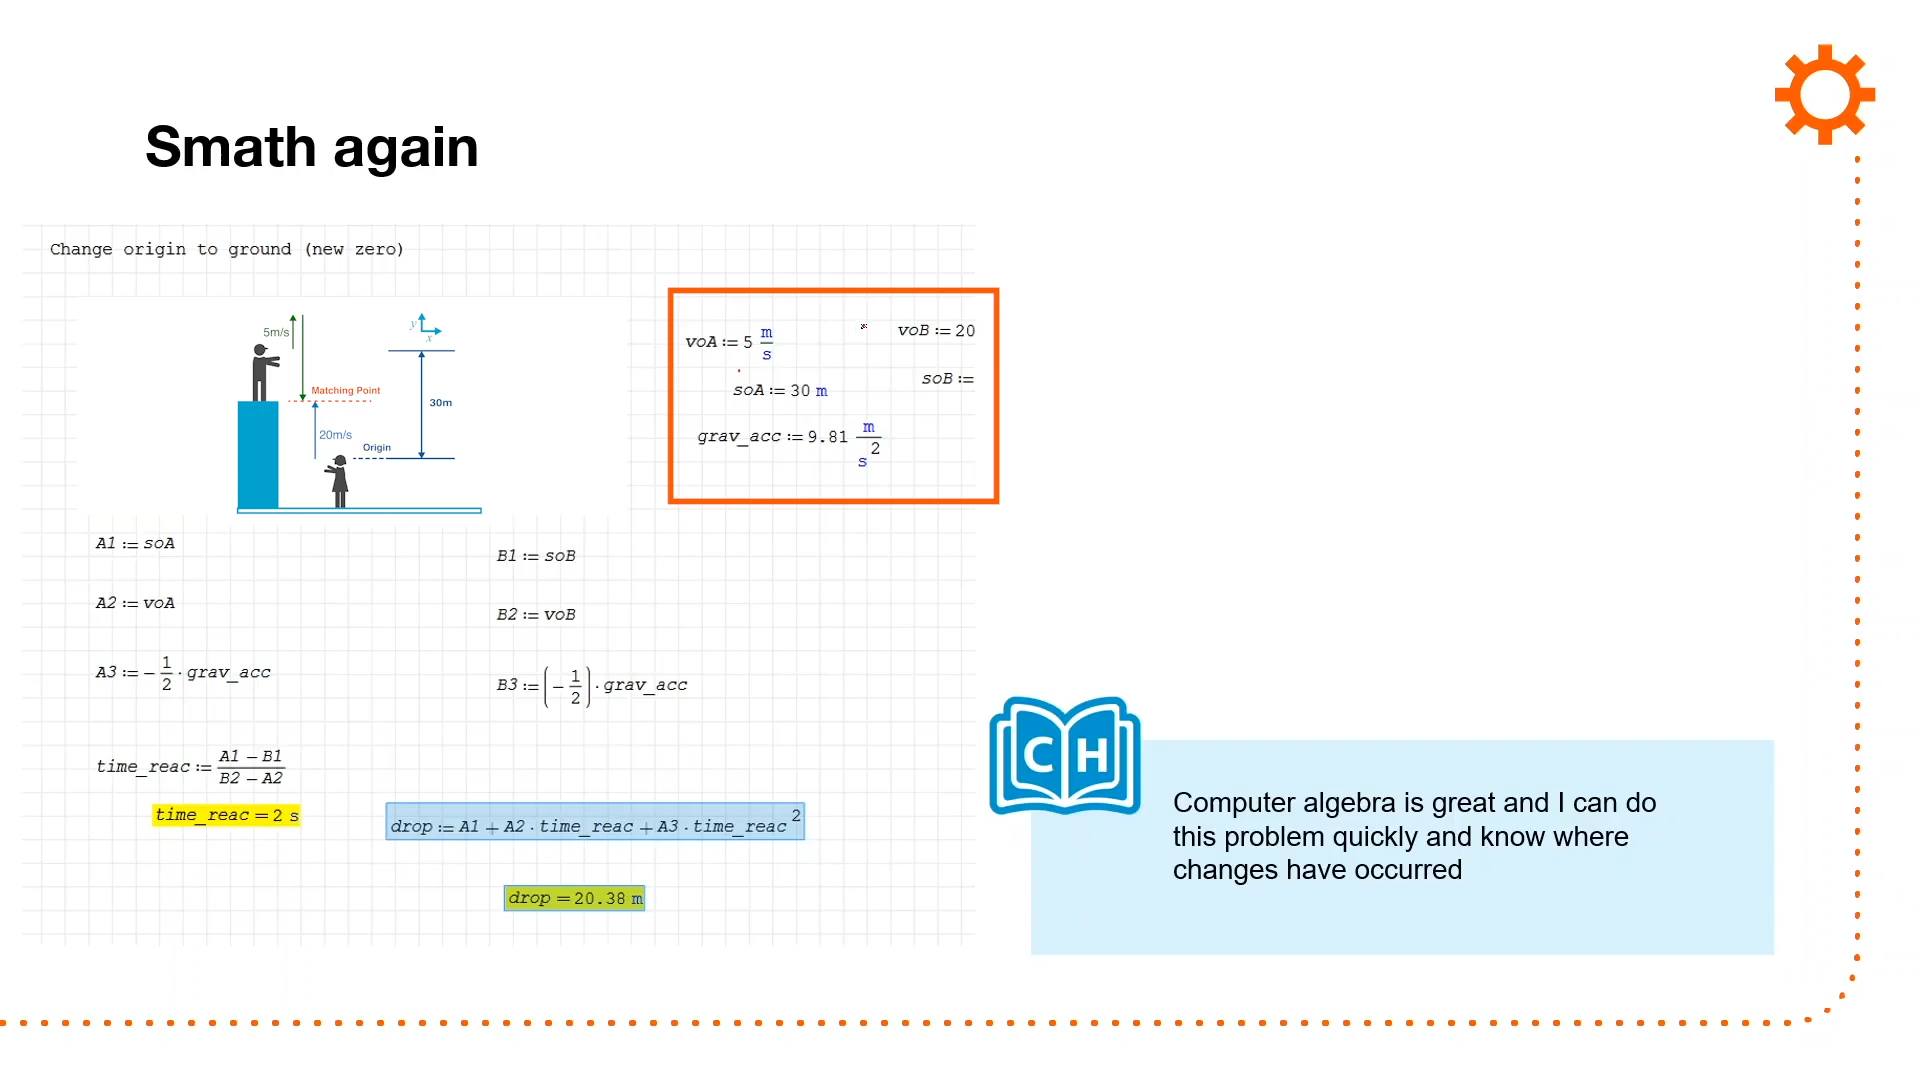 Smath again
Change origin to ground (new zero)
5m/s
y
x
Matching Point
30m
20m/s
Origin
voA := 5 m/s
voB := 20
soA := 30 m
soB :=
grav_acc := 9.81 m/s^2
A1 := soA
B1 := soB
A2 := voA
B2 := voB
A3 := -1/2 · grav_acc
B3 := (-1/2) · grav_acc
time_reac := (A1 - B1)/(B2 - A2)
time_reac = 2 s
drop := A1 + A2 · time_reac + A3 · time_reac^2
drop = 20.38 m
CH
Computer algebra is great and I can do
this problem quickly and know where
changes have occurred